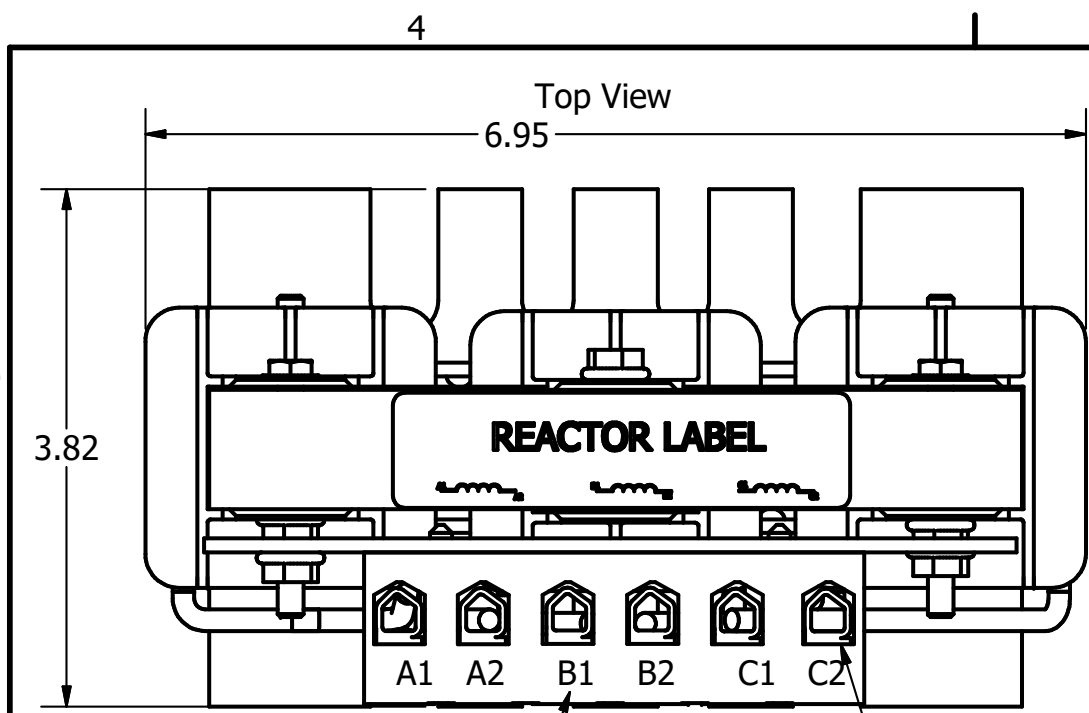 4
Top View
6.95
3.82
REACTOR LABEL
A1 A2 B1 B2 C1 C2